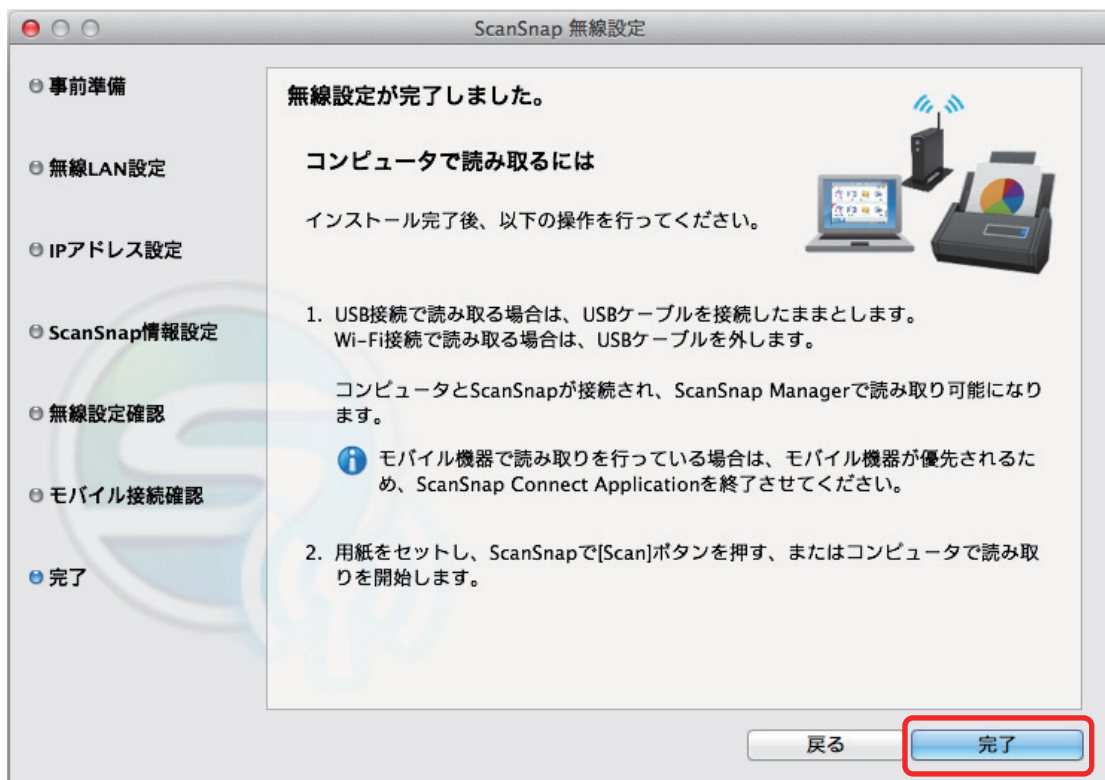 ScanSnap 無線設定
事前準備
無線LAN設定
IPアドレス設定
ScanSnap情報設定
無線設定確認
モバイル接続確認
完了
無線設定が完了しました。
コンピュータで読み取るには
インストール完了後、以下の操作を行ってください。
1. USB接続で読み取る場合は、USBケーブルを接続したままとします。
Wi-Fi接続で読み取る場合は、USBケーブルを外します。
コンピュータとScanSnapが接続され、ScanSnap Managerで読み取り可能になり
ます。
モバイル機器で読み取りを行っている場合は、モバイル機器が優先されるた
め、ScanSnap Connect Applicationを終了させてください。
2. 用紙をセットし、ScanSnapで[Scan]ボタンを押す、またはコンピュータで読み取
りを開始します。
戻る
完了